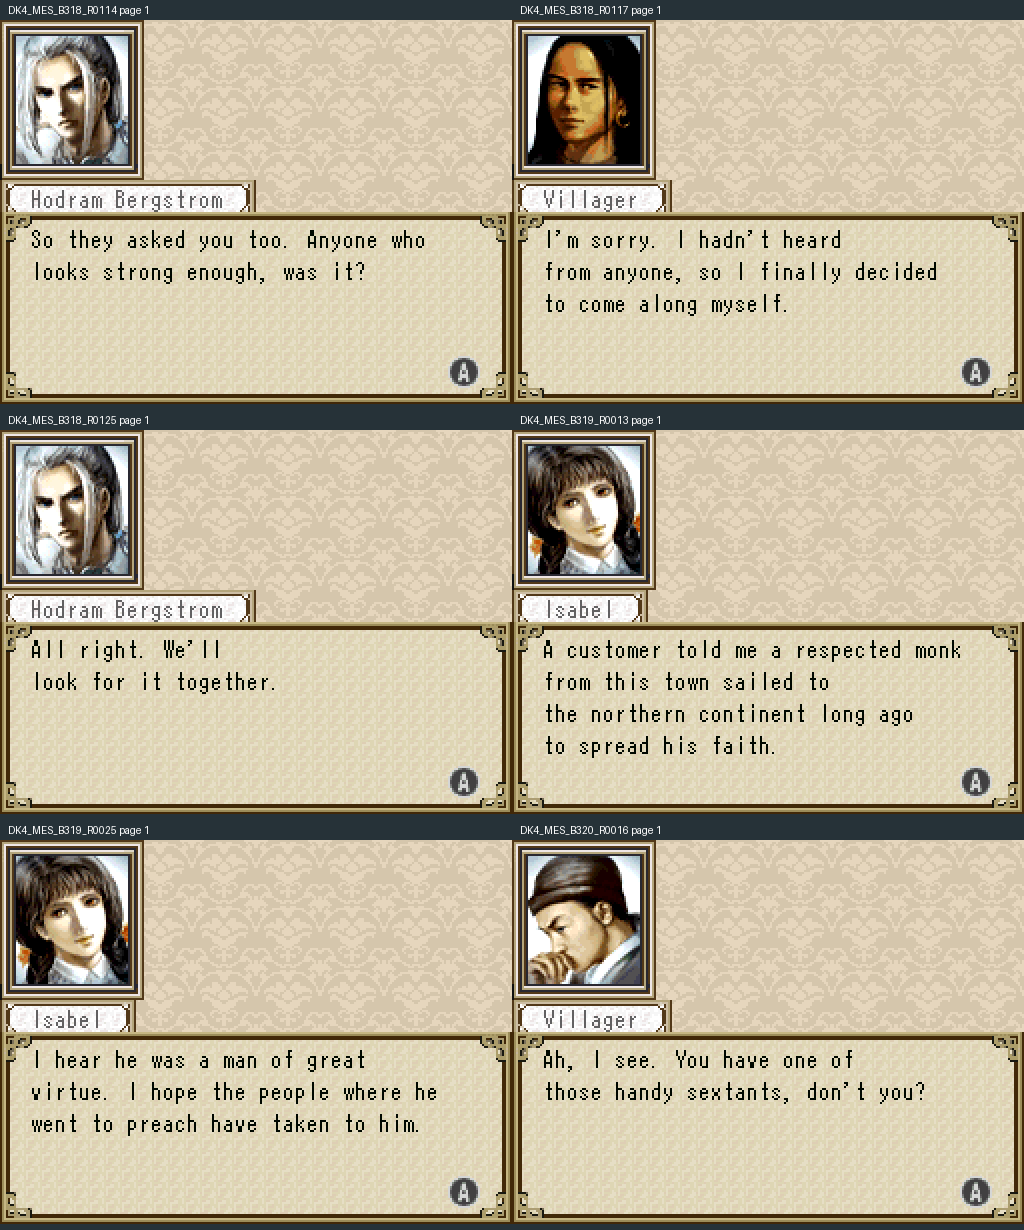 DK4_MES_B318_R0114 page 1
Hodram Bergstrom
So they asked you too. Anyone who
looks strong enough, was it?
A
DK4_MES_B318_R0117 page 1
Villager
I'm sorry. I hadn't heard
from anyone, so I finally decided
to come along myself.
A
DK4_MES_B318_R0125 page 1
Hodram Bergstrom
All right. We'll
look for it together.
A
DK4_MES_B319_R0013 page 1
Isabel
A customer told me a respected monk
from this town sailed to
the northern continent long ago
to spread his faith.
A
DK4_MES_B319_R0025 page 1
Isabel
I hear he was a man of great
virtue. I hope the people where he
went to preach have taken to him.
A
DK4_MES_B320_R0016 page 1
Villager
Ah, I see. You have one of
those handy sextants, don't you?
A